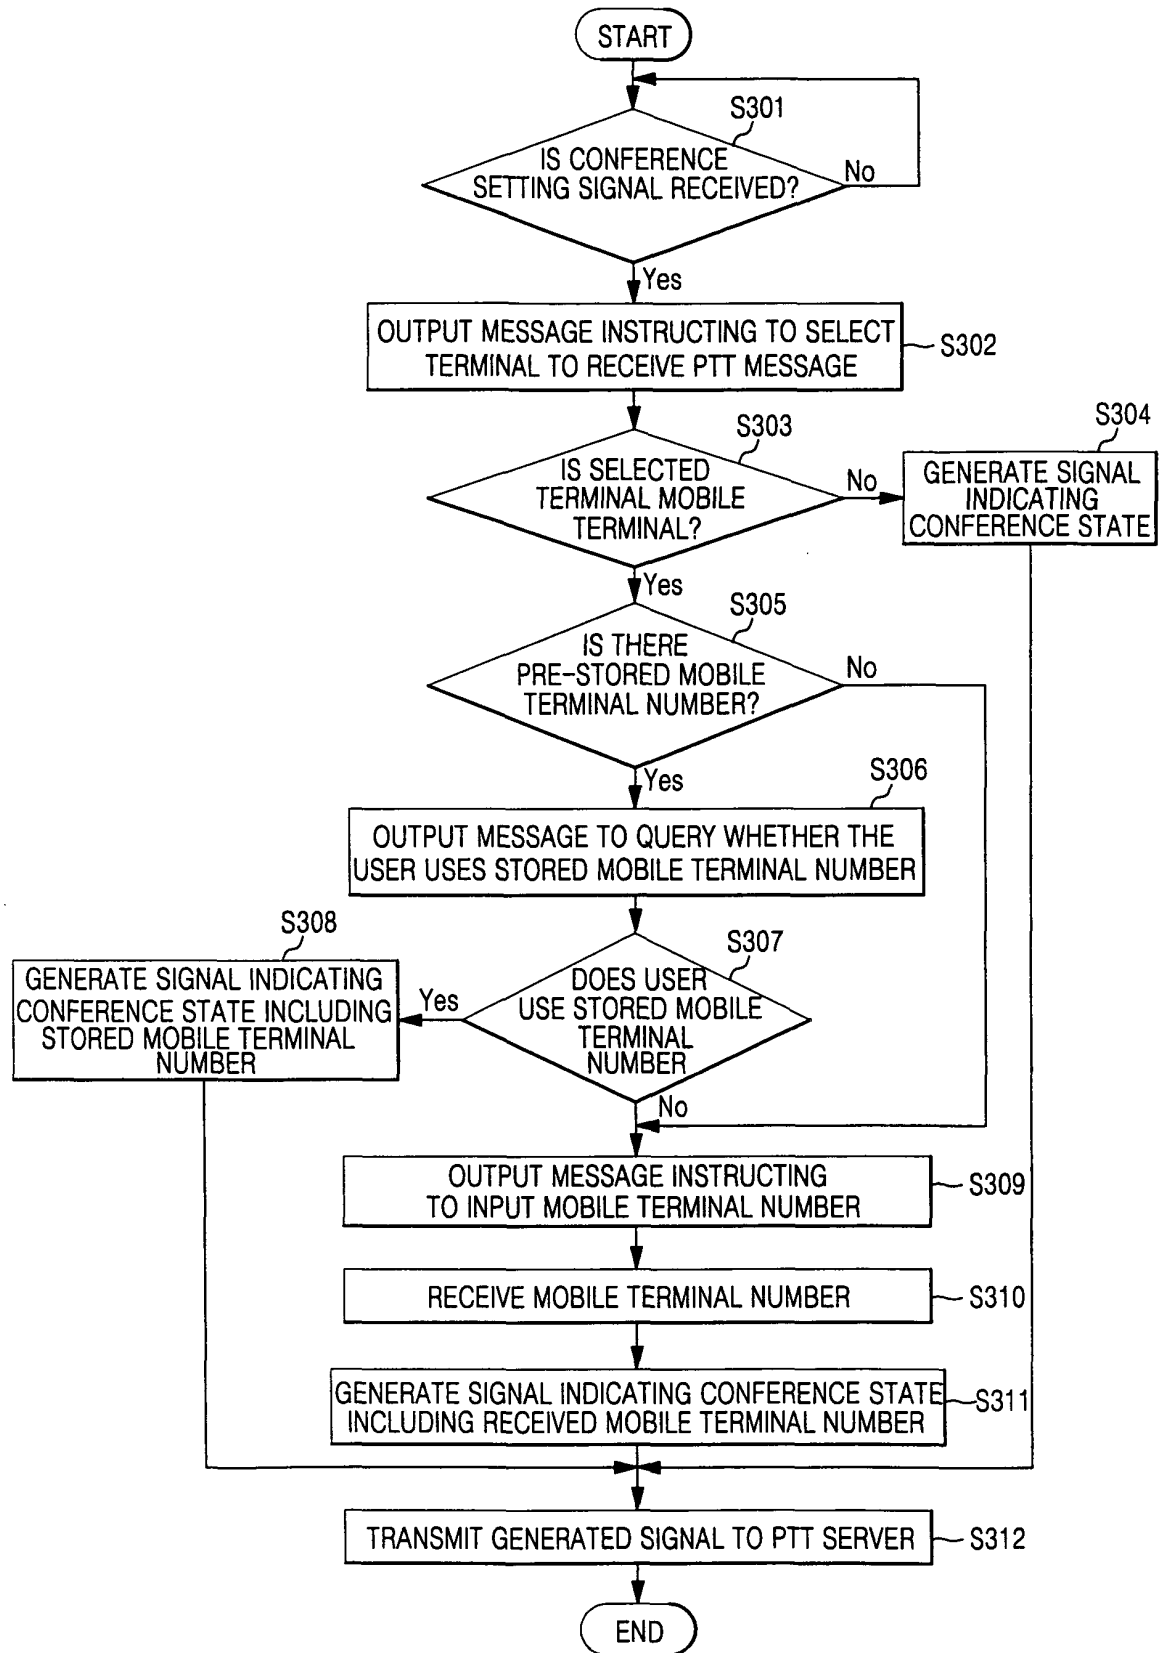 START
S301
IS CONFERENCE
SETTING SIGNAL RECEIVED?
No
Yes
OUTPUT MESSAGE INSTRUCTING TO SELECT
TERMINAL TO RECEIVE PTT MESSAGE
S302
S303
IS SELECTED
TERMINAL MOBILE
TERMINAL?
No
S304
GENERATE SIGNAL
INDICATING
CONFERENCE STATE
Yes
S305
IS THERE
PRE-STORED MOBILE
TERMINAL NUMBER?
No
Yes
S306
OUTPUT MESSAGE TO QUERY WHETHER THE
USER USES STORED MOBILE TERMINAL NUMBER
S307
DOES USER
USE STORED MOBILE
TERMINAL
NUMBER
Yes
S308
GENERATE SIGNAL INDICATING
CONFERENCE STATE INCLUDING
STORED MOBILE TERMINAL
NUMBER
No
OUTPUT MESSAGE INSTRUCTING
TO INPUT MOBILE TERMINAL NUMBER
S309
RECEIVE MOBILE TERMINAL NUMBER
S310
GENERATE SIGNAL INDICATING CONFERENCE STATE
INCLUDING RECEIVED MOBILE TERMINAL NUMBER
S311
TRANSMIT GENERATED SIGNAL TO PTT SERVER
S312
END